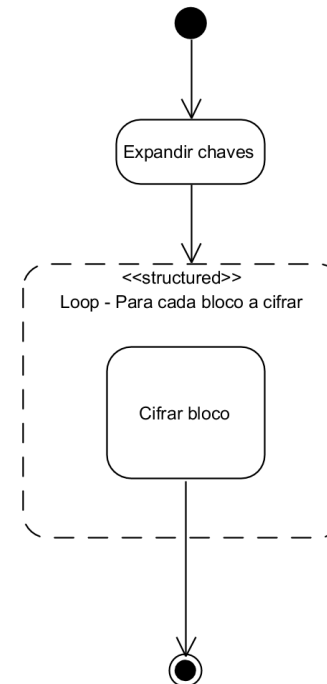 Expandir chaves
<<structured>>
Loop - Para cada bloco a cifrar
Cifrar bloco